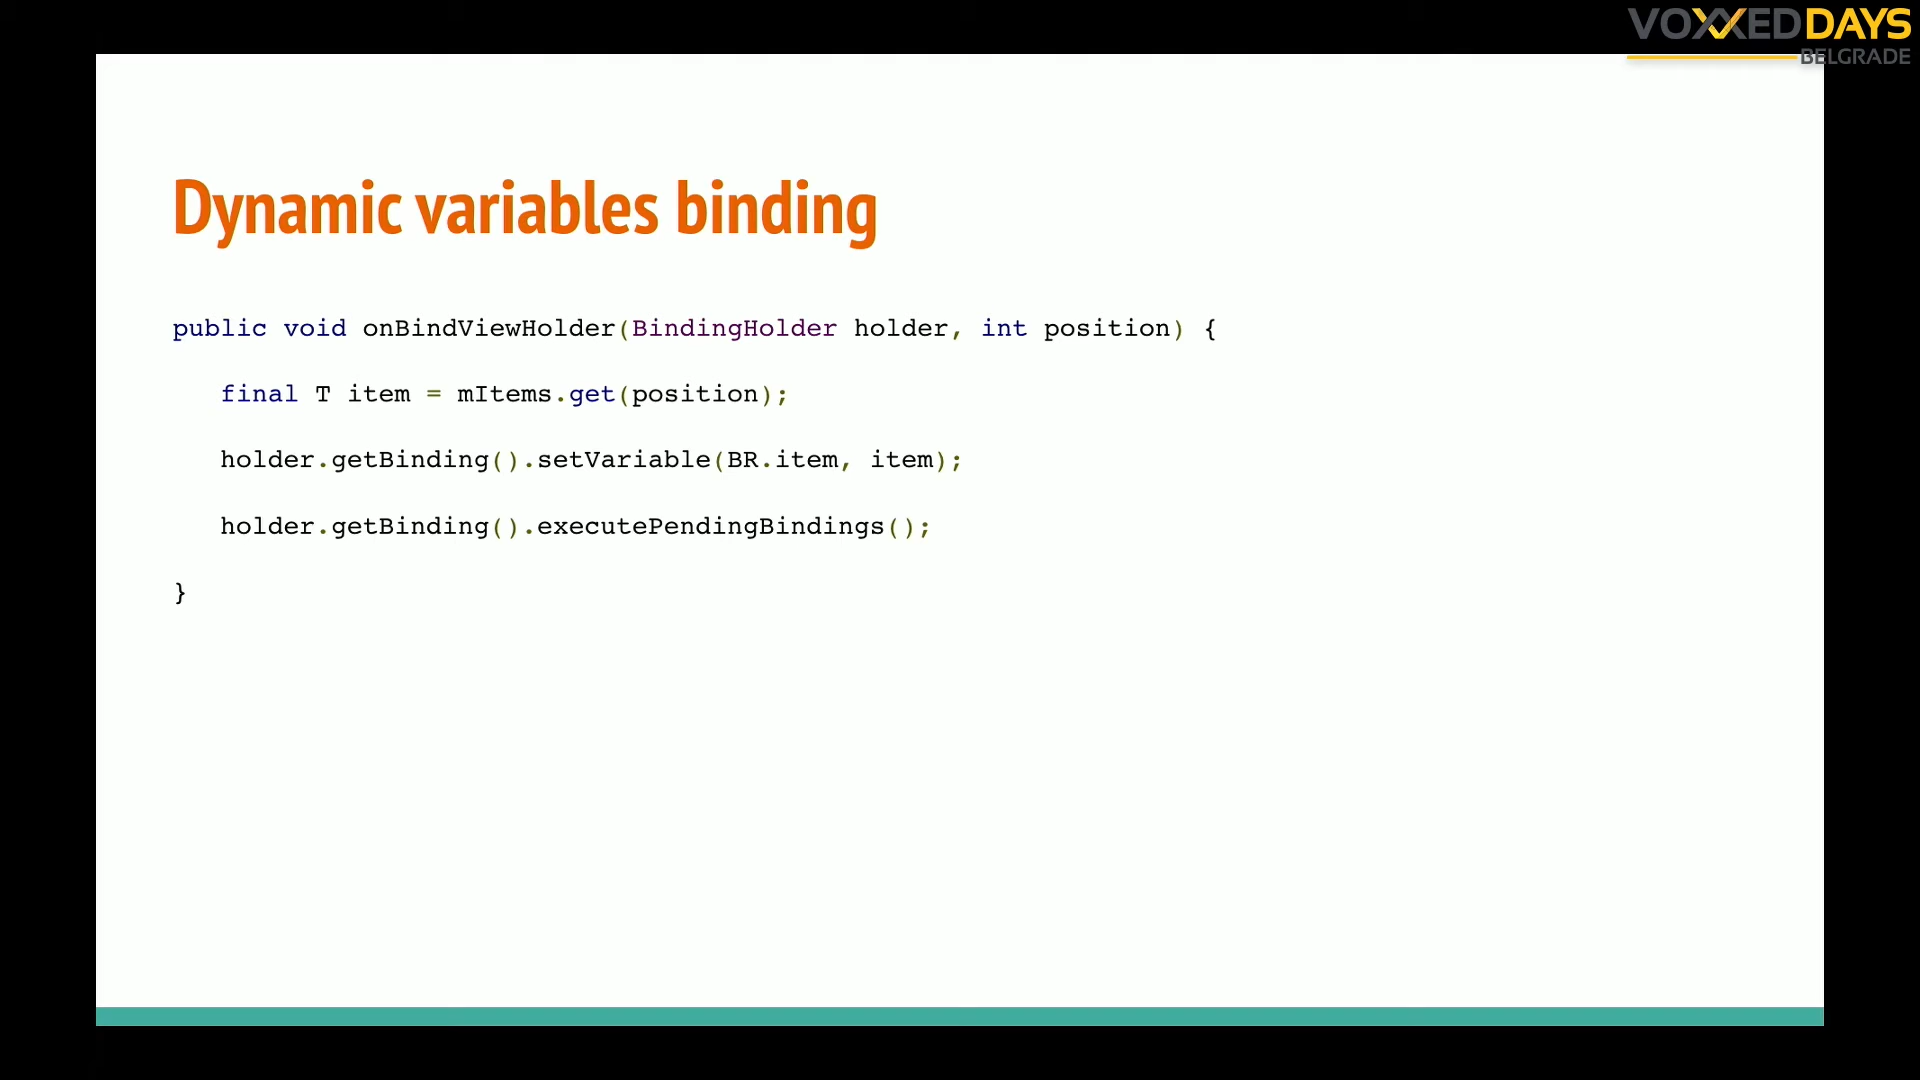 VOXXEDDAYS
BELGRADE
Dynamic variables binding
public void onBindViewHolder(BindingHolder holder, int position) {
final T item = mItems.get(position);
holder.getBinding().setVariable(BR.item, item);
holder.getBinding().executePendingBindings();
}